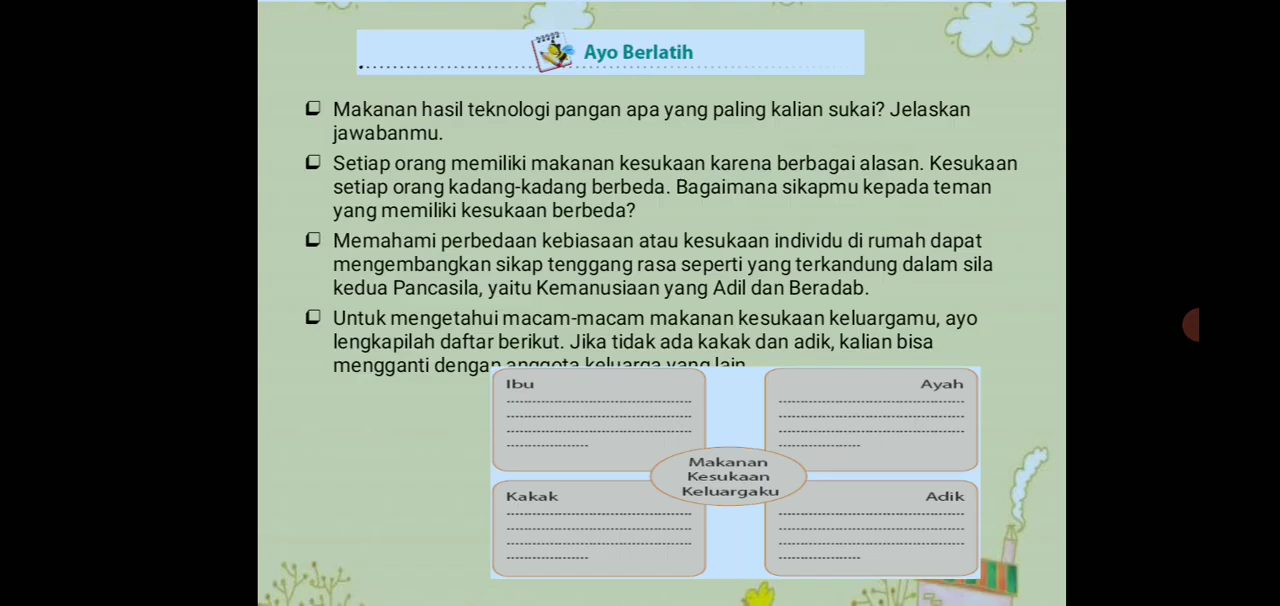 Ayo Berlatih
❑ Makanan hasil teknologi pangan apa yang paling kalian sukai? Jelaskan
jawabanmu.
❑ Setiap orang memiliki makanan kesukaan karena berbagai alasan. Kesukaan
setiap orang kadang-kadang berbeda. Bagaimana sikapmu kepada teman
yang memiliki kesukaan berbeda?
❑ Memahami perbedaan kebiasaan atau kesukaan individu di rumah dapat
mengembangkan sikap tenggang rasa seperti yang terkandung dalam sila
kedua Pancasila, yaitu Kemanusiaan yang Adil dan Beradab.
❑ Untuk mengetahui macam-macam makanan kesukaan keluargamu, ayo
lengkapilah daftar berikut. Jika tidak ada kakak dan adik, kalian bisa
mengganti dengan anggota keluarga yang lain
Ibu
Ayah
Makanan
Kesukaan
Keluargaku
Kakak
Adik